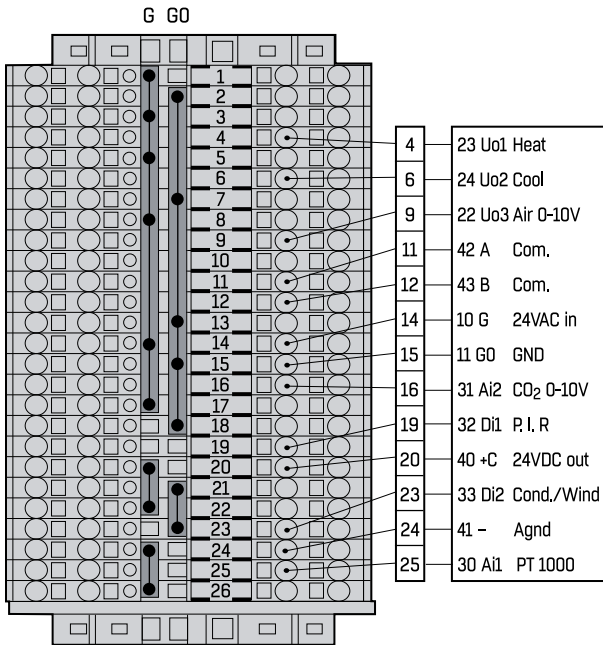 G G0
1
2
3
4
5
6
7
8
9
10
11
12
13
14
15
16
17
18
19
20
21
22
23
24
25
26
4 23 Uo1 Heat
6 24 Uo2 Cool
9 22 Uo3 Air 0-10V
11 42 A Com.
12 43 B Com.
14 10 G 24VAC in
15 11 G0 GND
16 31 Ai2 CO₂ 0-10V
19 32 Di1 P. I. R
20 40 +C 24VDC out
23 33 Di2 Cond./Wind
24 41 – Agnd
25 30 Ai1 PT 1000